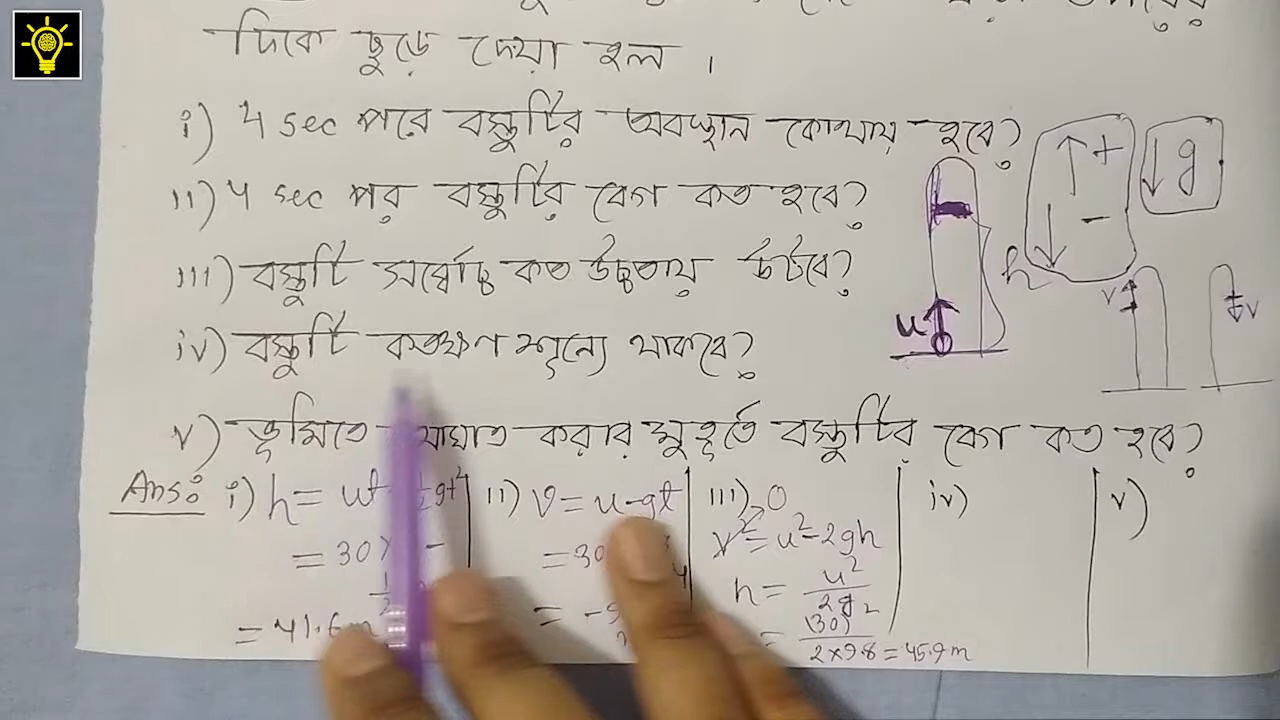 দিকে ছুড়ে দেয়া হল ।
i) 4 sec পরে বস্তুটির অবস্থান কোথায় হবে?
ii) 4 sec পর বস্তুটির বেগ কত হবে?
iii) বস্তুটি সর্বোচ্চ কত উচ্চতায় উঠবে?
iv) বস্তুটি কতক্ষণ শূন্যে থাকবে?
v) ভূমিতে আঘাত করার মুহূর্তে বস্তুটির বেগ কত হবে?
+
-
g
h
u
v
v
Ans: i) h = ut gt²
= 30×
= 41.6m
ii) v = u-gt
= 30
= -9
iii) 0
v² = u²-2gh
h = u²/2g
= (30)²/2×9.8 = 45.9m
iv)
v)